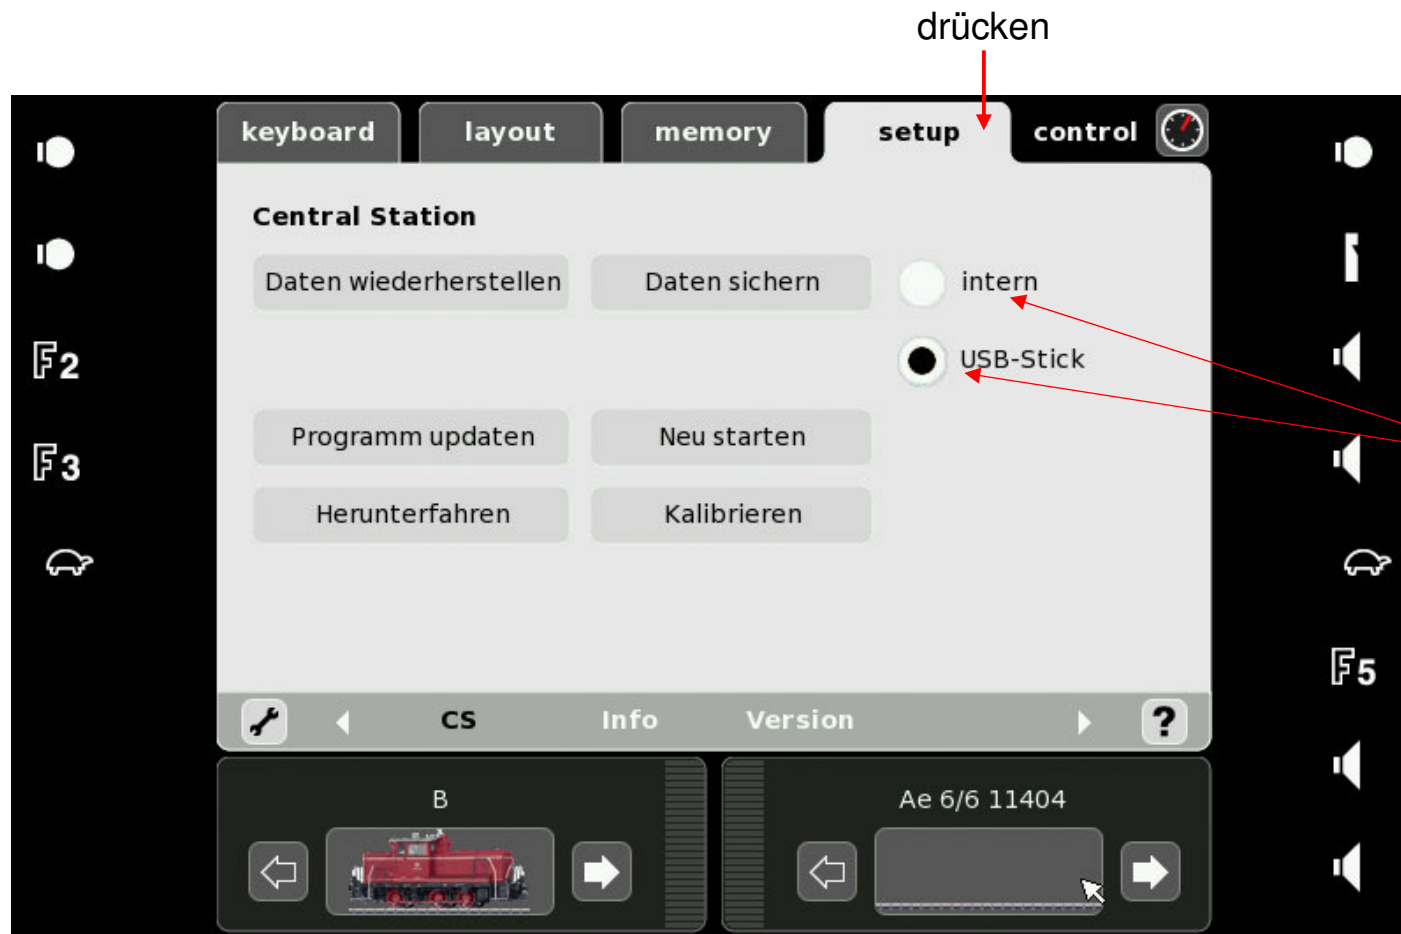 drücken
keyboard layout memory setup control
Central Station
Daten wiederherstellen Daten sichern intern
USB-Stick
F2
Programm updaten Neu starten
F3
Herunterfahren Kalibrieren
F5
CS Info Version ?
B Ae 6/6 11404